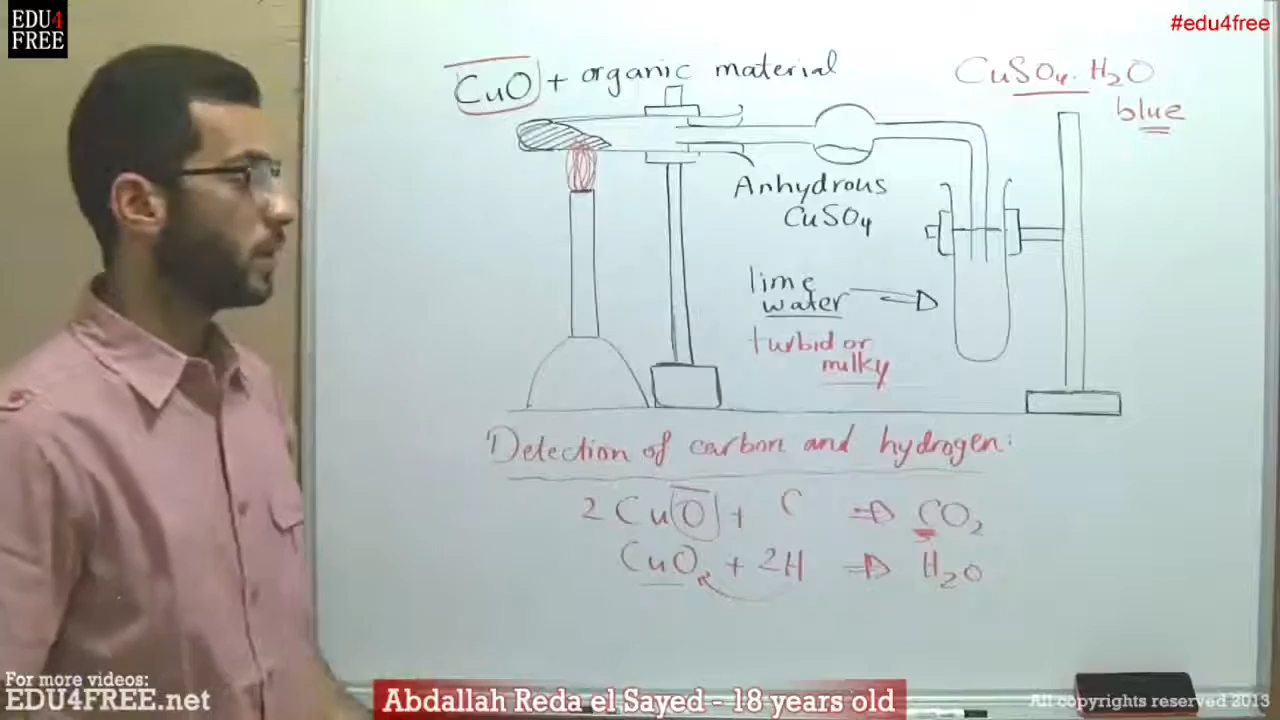 EDU4
FREE
#edu4free
CuO + organic material
CuSO4. H2O
blue
Anhydrous
CuSO4
lime
water
turbid or
milky
Detection of carbon and hydrogen:
2 CuO + C ⇒ CO2
CuO + 2H ⇒ H2O
For more videos:
EDU4FREE.net
Abdallah Reda el Sayed - 18 years old
All copyrights reserved 2013